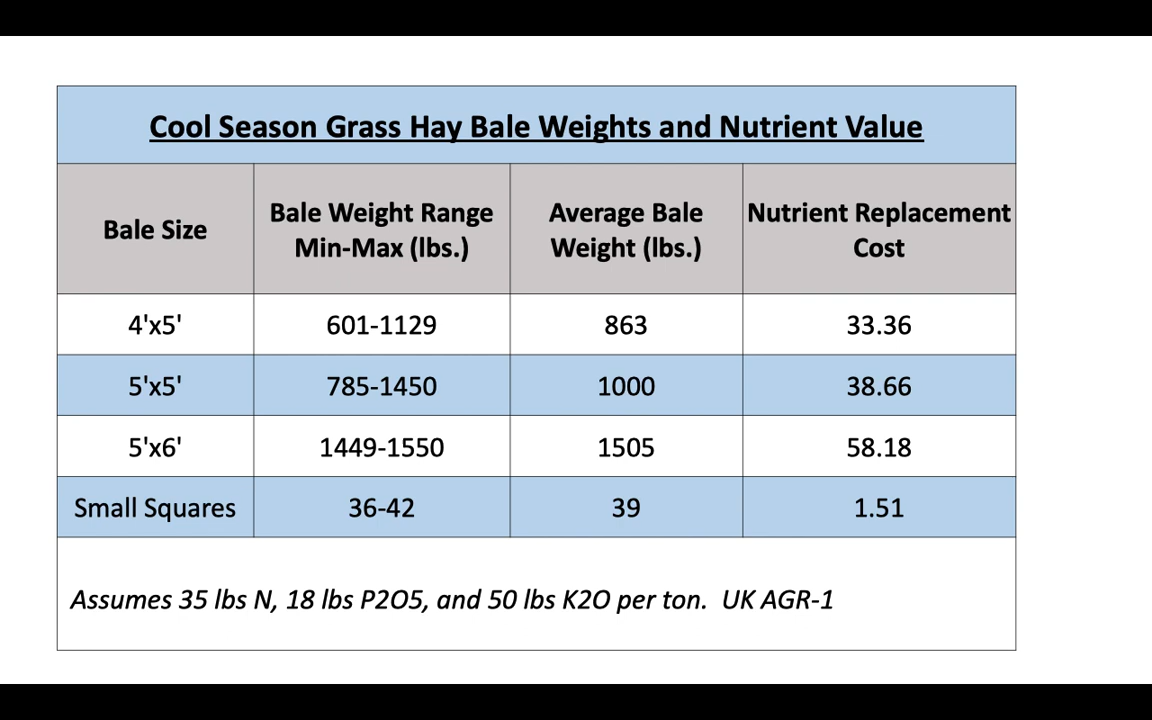 Cool Season Grass Hay Bale Weights and Nutrient Value
Bale Size
Bale Weight Range
Min-Max (lbs.)
Average Bale
Weight (lbs.)
Nutrient Replacement
Cost
4'x5' 601-1129 863 33.36
5'x5' 785-1450 1000 38.66
5'x6' 1449-1550 1505 58.18
Small Squares 36-42 39 1.51
Assumes 35 lbs N, 18 lbs P2O5, and 50 lbs K2O per ton. UK AGR-1